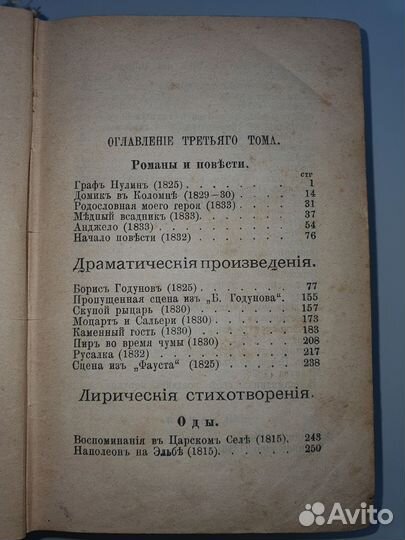 ОГЛАВЛЕНІЕ ТРЕТЬЯГО ТОМА.
Романы и повѣсти.
стр
Графъ Нулинъ (1825) . . . . . . . . 1
Домикъ въ Коломнѣ (1829—30) . . . . . 14
Родословная моего героя (1833) . . . . . 31
Мѣдный всадникъ (1833) . . . . . . . 37
Анджело (1833) . . . . . . . . . . 54
Начало повѣсти (1832) . . . . . . . 76
Драматическія произведенія.
Борисъ Годуновъ (1825) . . . . . . . 77
Пропущенная сцена изъ „Б. Годунова“ . 155
Скупой рыцарь (1830) . . . . . . . 157
Моцартъ и Сальери (1830) . . . . . . 173
Каменный гость (1830) . . . . . . . 183
Пиръ во время чумы (1830) . . . . . 208
Русалка (1832) . . . . . . . . . . 217
Сцена изъ „Фауста“ (1825) . . . . . 238
Лирическія стихотворенія.
Оды.
Воспоминанія въ Царскомъ Селѣ (1815). 243
Наполеонъ на Эльбѣ (1815). . . . . . 250
Avito